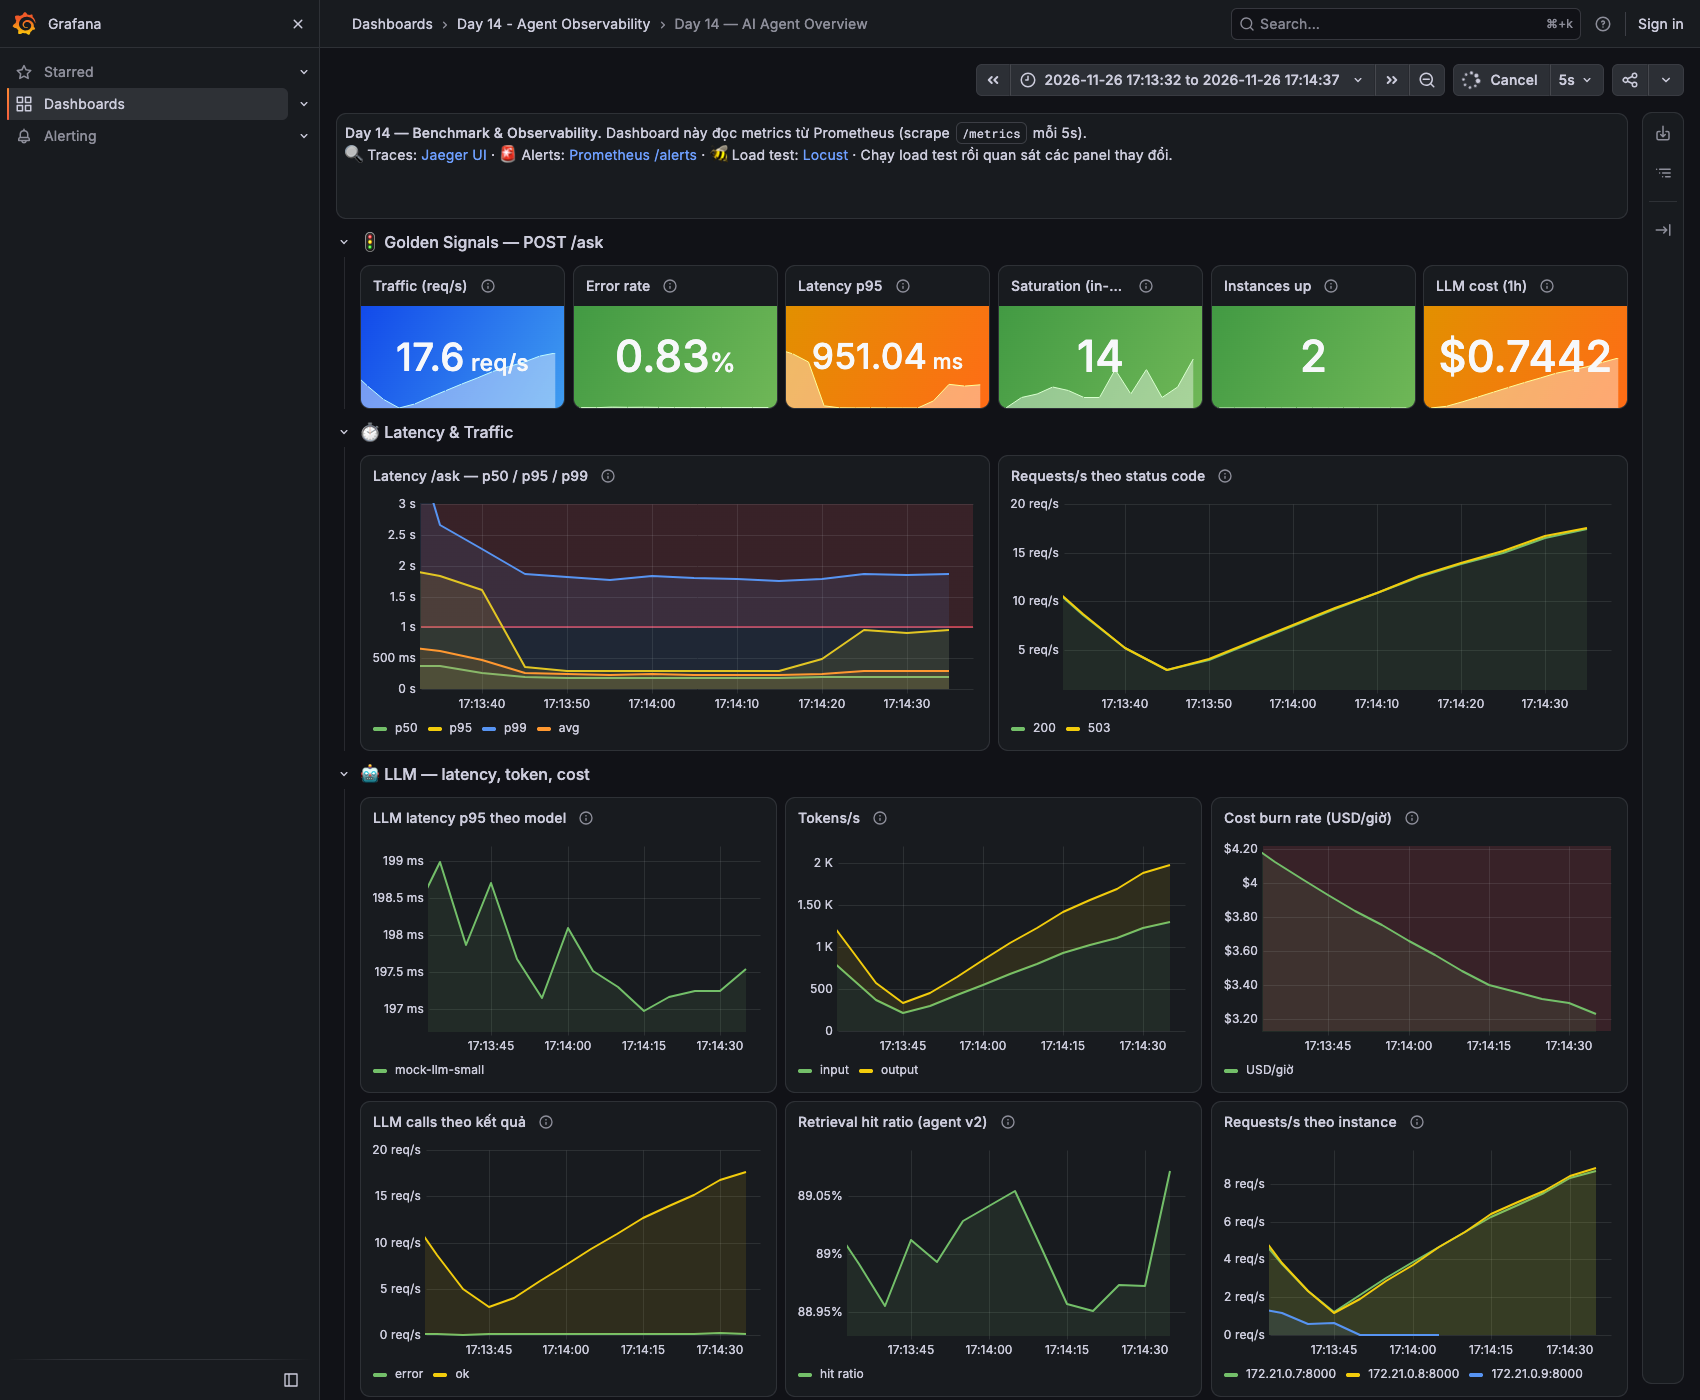 Grafana
Dashboards › Day 14 - Agent Observability › Day 14 — AI Agent Overview
Search...
⌘+k
Sign in
Starred
Dashboards
Alerting
2026-11-26 17:13:32 to 2026-11-26 17:14:37
Cancel
5s
Day 14 — Benchmark & Observability. Dashboard này đọc metrics từ Prometheus (scrape /metrics mỗi 5s).
Traces: Jaeger UI · Alerts: Prometheus /alerts · Load test: Locust · Chạy load test rồi quan sát các panel thay đổi.
Golden Signals — POST /ask
Traffic (req/s)
17.6 req/s
Error rate
0.83%
Latency p95
951.04 ms
Saturation (in-...
14
Instances up
2
LLM cost (1h)
$0.7442
Latency & Traffic
Latency /ask — p50 / p95 / p99
3 s
2.5 s
2 s
1.5 s
1 s
500 ms
0 s
17:13:40 17:13:50 17:14:00 17:14:10 17:14:20 17:14:30
p50 p95 p99 avg
Requests/s theo status code
20 req/s
15 req/s
10 req/s
5 req/s
17:13:40 17:13:50 17:14:00 17:14:10 17:14:20 17:14:30
200 503
LLM — latency, token, cost
LLM latency p95 theo model
199 ms
198.5 ms
198 ms
197.5 ms
197 ms
17:13:45 17:14:00 17:14:15 17:14:30
mock-llm-small
Tokens/s
2 K
1.50 K
1 K
500
0
17:13:45 17:14:00 17:14:15 17:14:30
input output
Cost burn rate (USD/giờ)
$4.20
$4
$3.80
$3.60
$3.40
$3.20
17:13:45 17:14:00 17:14:15 17:14:30
USD/giờ
LLM calls theo kết quả
20 req/s
15 req/s
10 req/s
5 req/s
0 req/s
17:13:45 17:14:00 17:14:15 17:14:30
error ok
Retrieval hit ratio (agent v2)
89.05%
89%
88.95%
17:13:45 17:14:00 17:14:15 17:14:30
hit ratio
Requests/s theo instance
8 req/s
6 req/s
4 req/s
2 req/s
0 req/s
17:13:45 17:14:00 17:14:15 17:14:30
172.21.0.7:8000 172.21.0.8:8000 172.21.0.9:8000